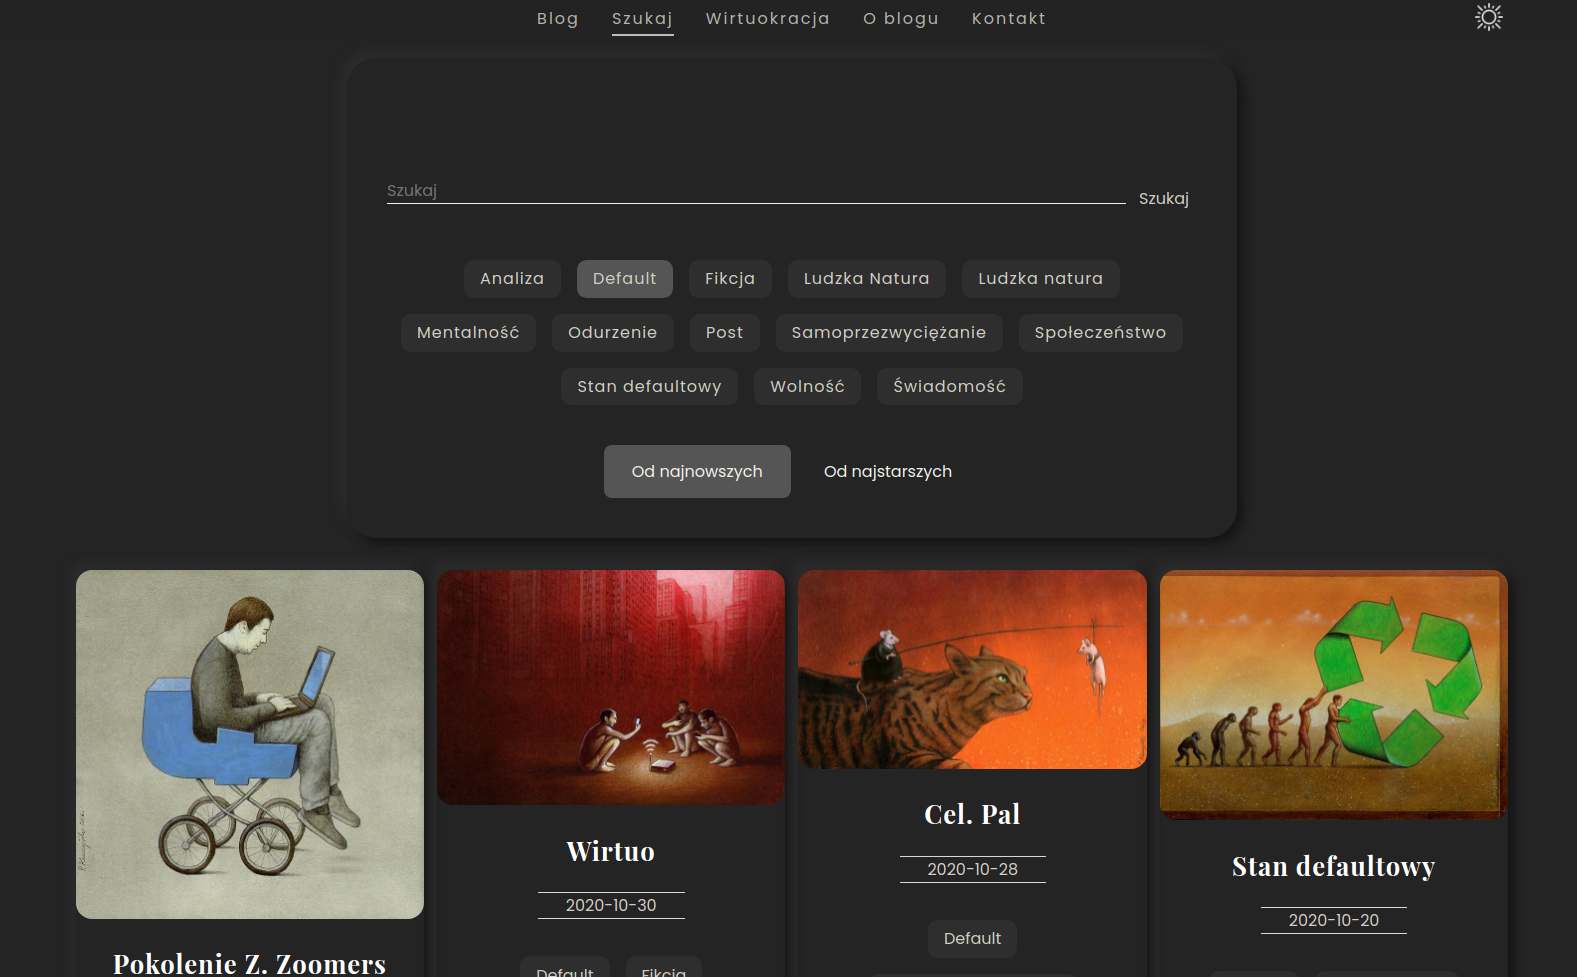 Blog Szukaj Wirtuokracja O blogu Kontakt
Szukaj Szukaj
Analiza Default Fikcja Ludzka Natura Ludzka natura
Mentalność Odurzenie Post Samoprzezwyciężanie Społeczeństwo
Stan defaultowy Wolność Świadomość
Od najnowszych Od najstarszych
Pokolenie Z. Zoomers
Wirtuo
2020-10-30
Default Fikcja
Cel. Pal
2020-10-28
Default
Stan defaultowy
2020-10-20